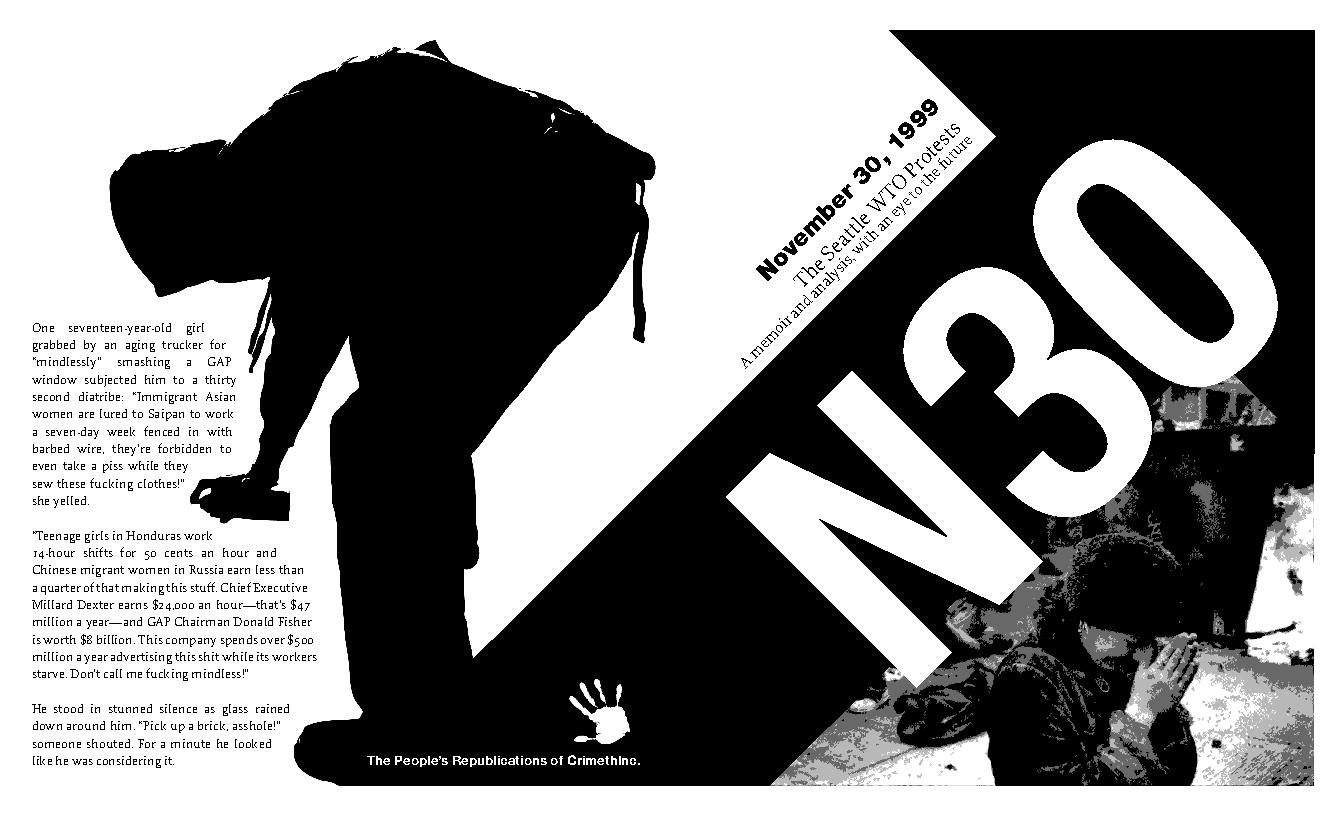 One seventeen-year-old girl
grabbed by an aging trucker for
"mindlessly" smashing a GAP
window subjected him to a thirty
second diatribe: "Immigrant Asian
women are lured to Saipan to work
a seven-day week fenced in with
barbed wire, they're forbidden to
even take a piss while they
sew these fucking clothes!"
she yelled.
"Teenage girls in Honduras work
14-hour shifts for 50 cents an hour and
Chinese migrant women in Russia earn less than
a quarter of that making this stuff. Chief Executive
Millard Dexter earns $24,000 an hour—that's $47
million a year—and GAP Chairman Donald Fisher
is worth $8 billion. This company spends over $500
million a year advertising this shit while its workers
starve. Don't call me fucking mindless!"
He stood in stunned silence as glass rained
down around him. "Pick up a brick, asshole!"
someone shouted. For a minute he looked
like he was considering it.
The People's Republications of CrimethInc.
November 30, 1999
The Seattle WTO Protests
A memoir and analysis, with an eye to the future
N30